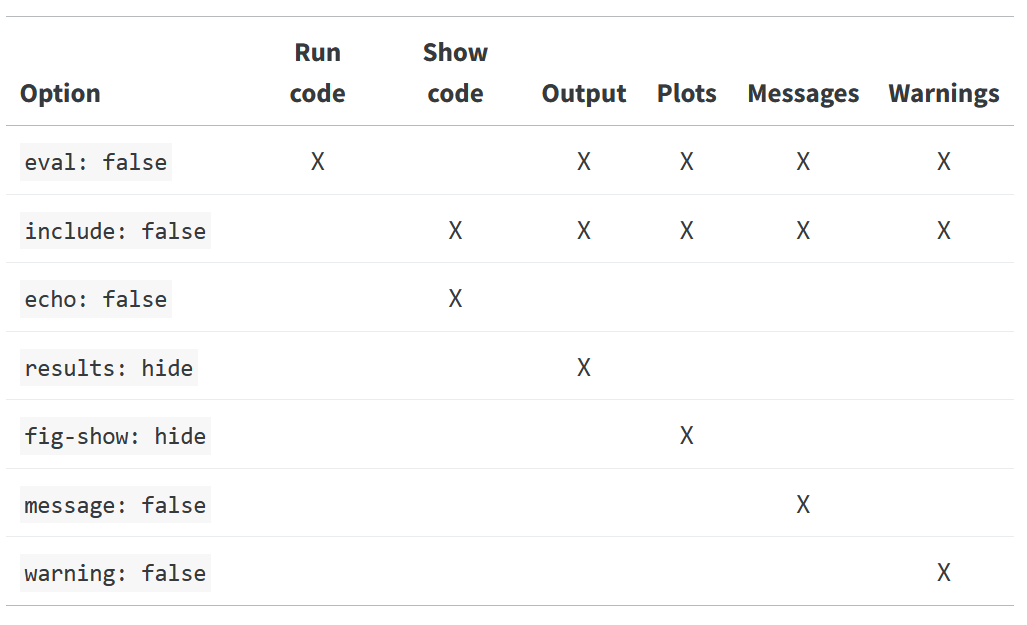 Option Run code Show code Output Plots Messages Warnings
eval: false X X X X X
include: false X X X X X
echo: false X
results: hide X
fig-show: hide X
message: false X
warning: false X